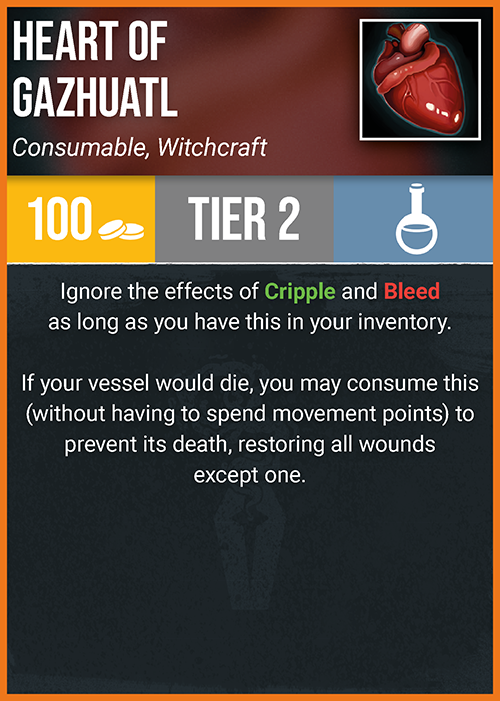 HEART OF
GAZHUATL
Consumable, Witchcraft
100
TIER 2
Ignore the effects of Cripple and Bleed
as long as you have this in your inventory.
If your vessel would die, you may consume this
(without having to spend movement points) to
prevent its death, restoring all wounds
except one.